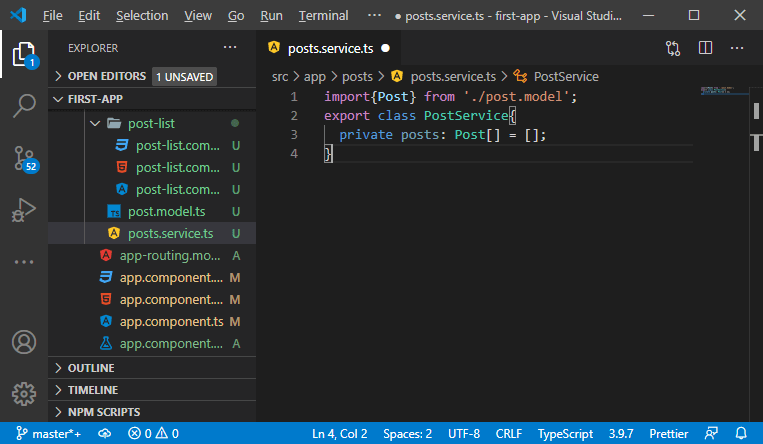 File Edit Selection View Go Run Terminal ··· ● posts.service.ts - first-app - Visual Studi...
EXPLORER ···
OPEN EDITORS 1 UNSAVED
FIRST-APP
post-list
post-list.com... U
post-list.com... U
post-list.com... U
TS post.model.ts U
posts.service.ts U
app-routing.mo... A
app.component.... M
app.component.... M
app.component.ts M
app.component.... A
OUTLINE
TIMELINE
NPM SCRIPTS
1
52
posts.service.ts ●
src > app > posts > posts.service.ts > PostService
1 import{Post} from './post.model';
2 export class PostService{
3 private posts: Post[] = [];
4 }
master*+ 0 0 Ln 4, Col 2 Spaces: 2 UTF-8 CRLF TypeScript 3.9.7 Prettier